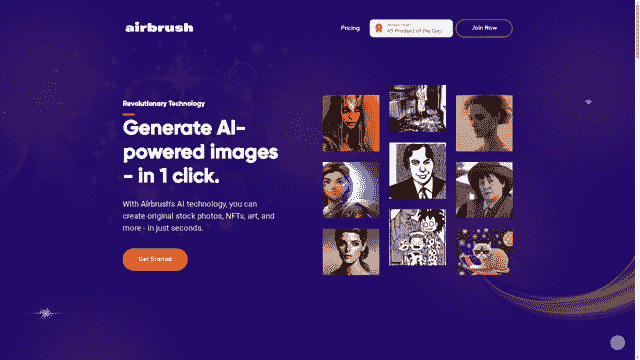 airbrush
Pricing
#3 Product of the Day
Join Now
Revolutionary Technology
Generate AI-
powered images
- in 1 click.
With Airbrush's AI technology, you can
create original stock photos, NFTs, art, and
more - in just seconds.
Get Started